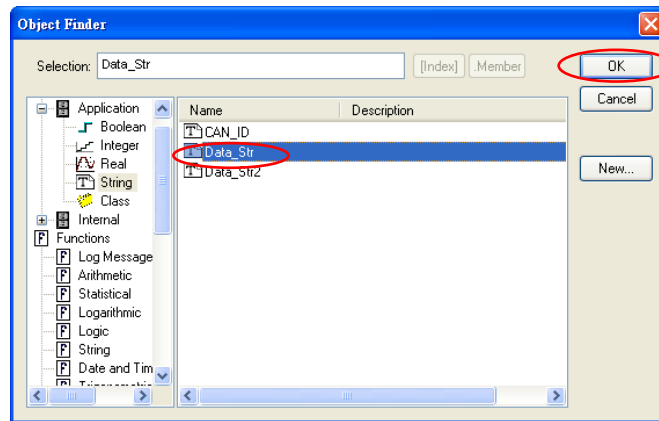 Object Finder
Selection: Data_Str [Index] .Member OK
Cancel
New...
Application
Boolean
Integer
Real
String
Class
Internal
Functions
Log Message
Arithmetic
Statistical
Logarithmic
Logic
String
Date and Tim
Name Description
CAN_ID
Data_Str
Data_Str2